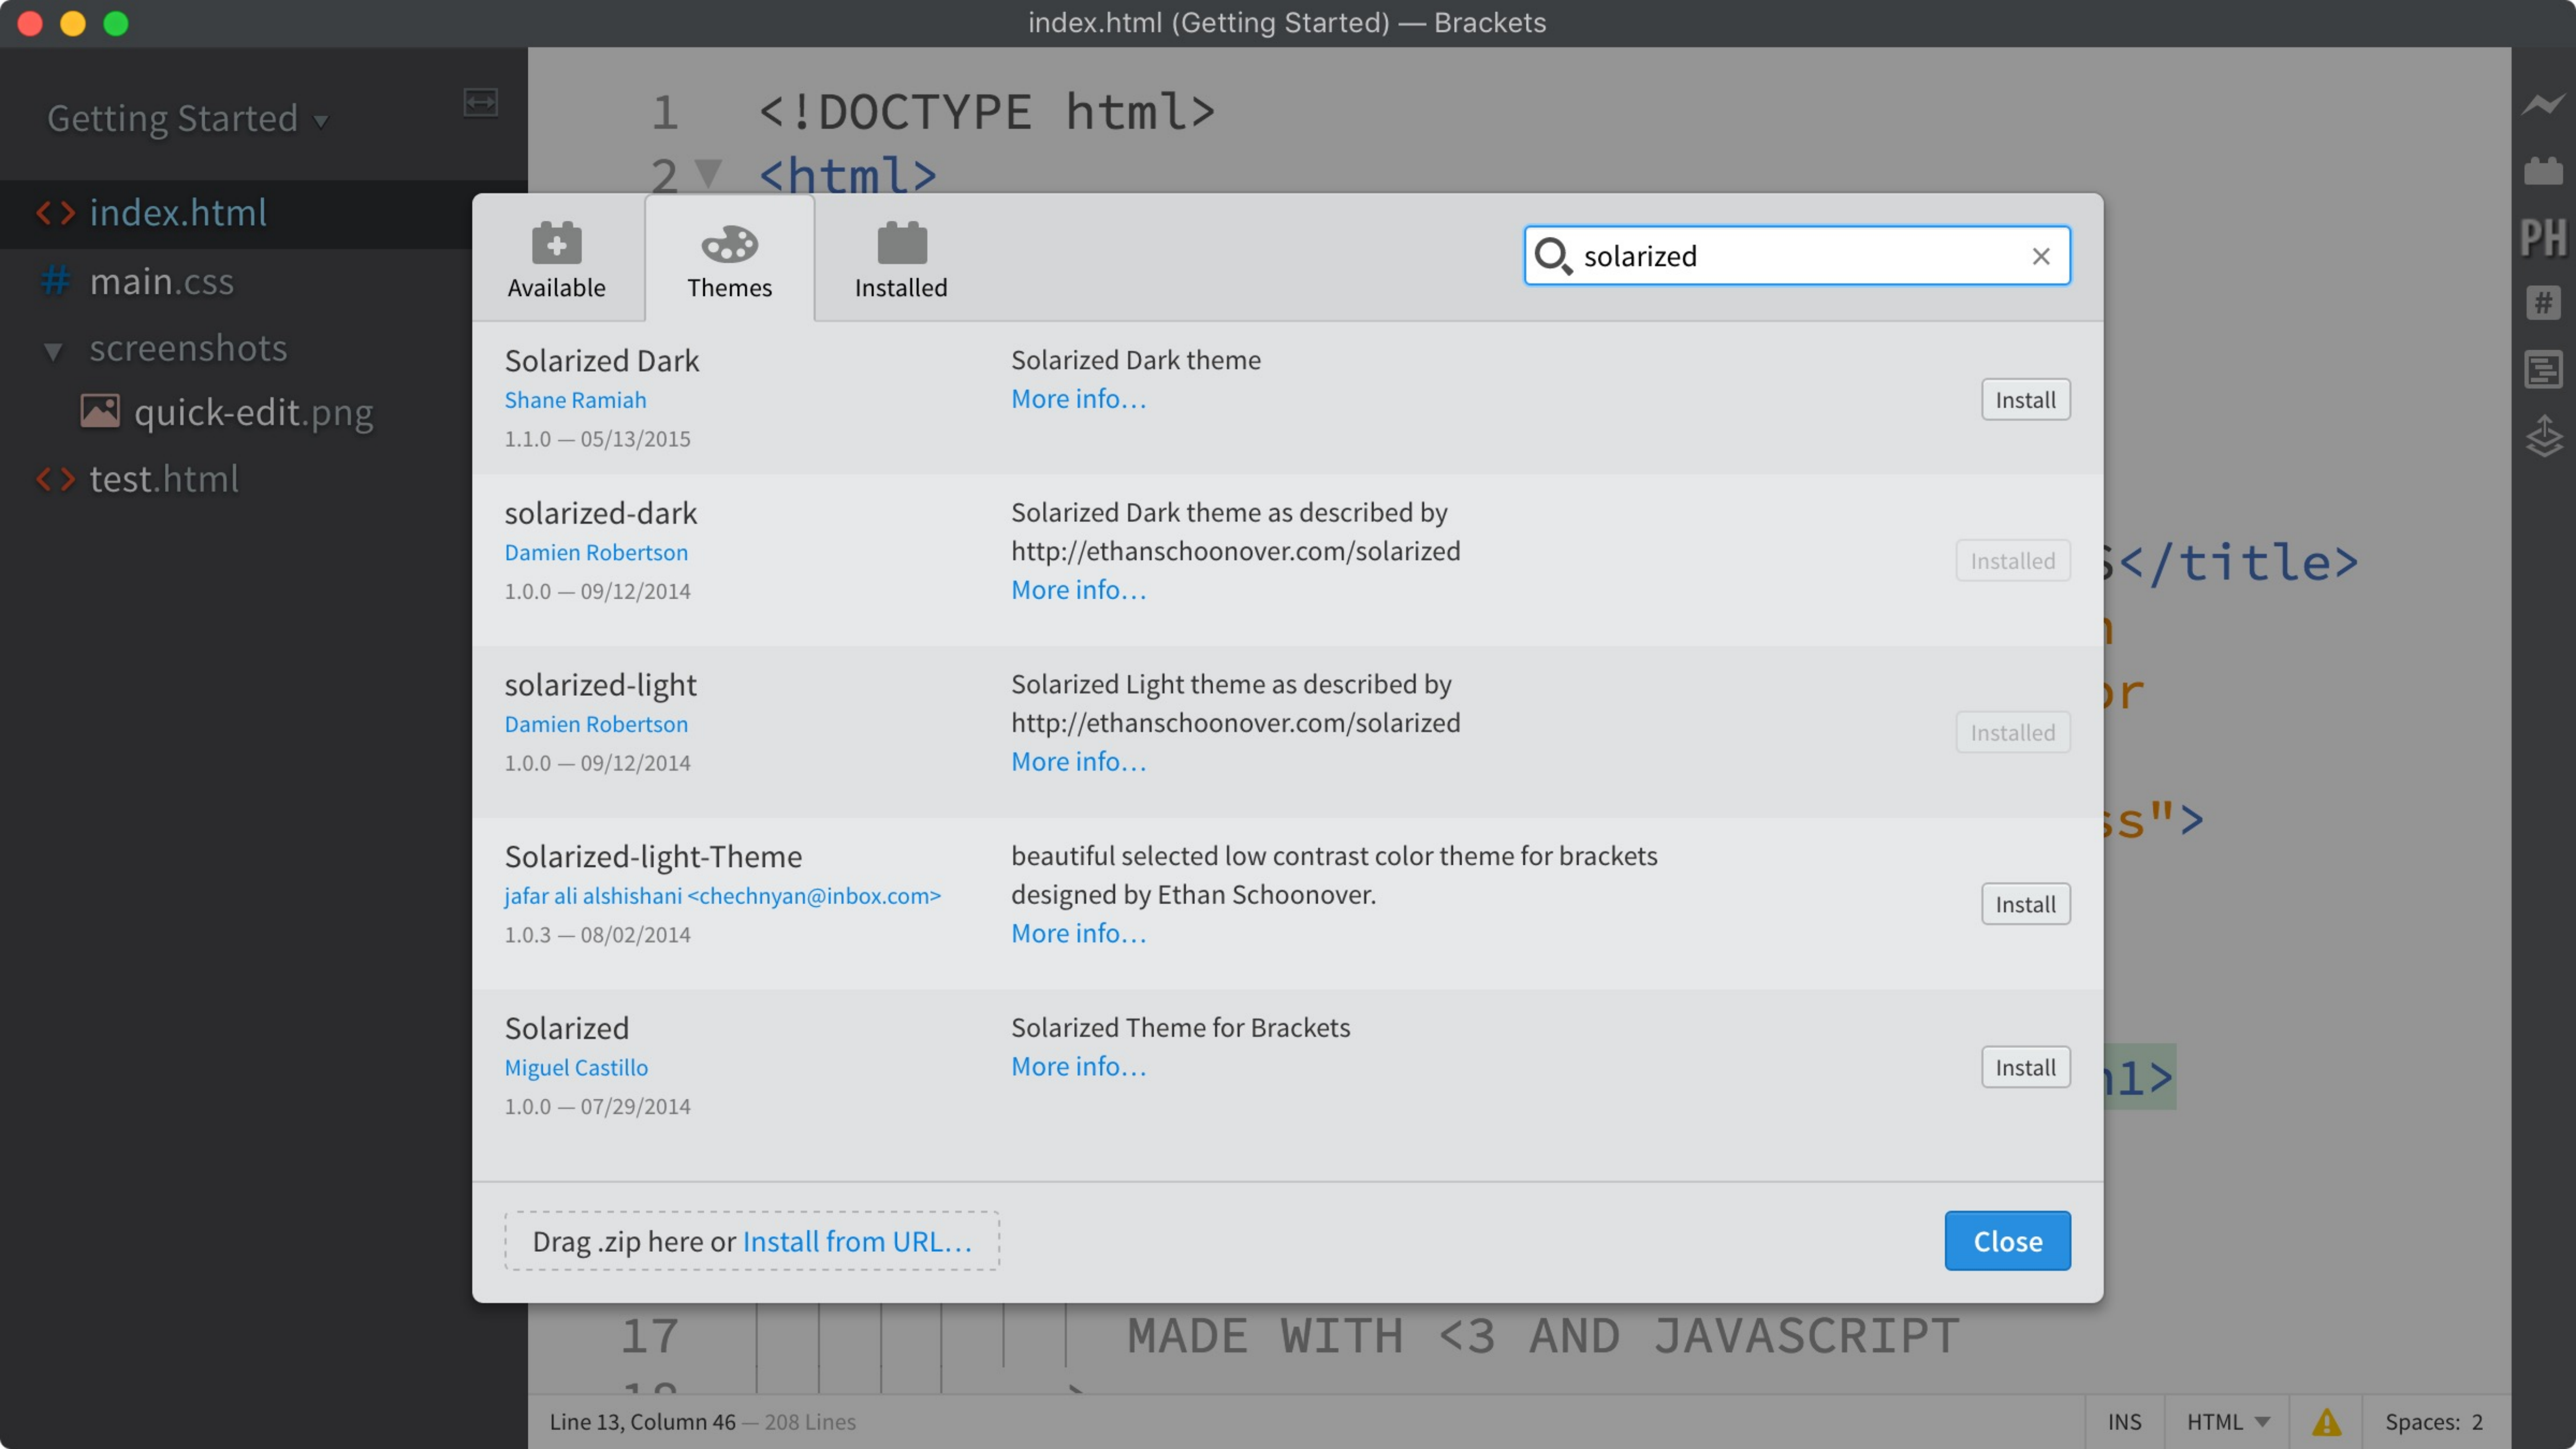 index.html (Getting Started) — Brackets
Getting Started
index.html
main.css
screenshots
quick-edit.png
test.html
1 <!DOCTYPE html>
2 <html>
Available
Themes
Installed
solarized
Solarized Dark
Shane Ramiah
1.1.0 — 05/13/2015
Solarized Dark theme
More info…
Install
solarized-dark
Damien Robertson
1.0.0 — 09/12/2014
Solarized Dark theme as described by
http://ethanschoonover.com/solarized
More info…
Installed
solarized-light
Damien Robertson
1.0.0 — 09/12/2014
Solarized Light theme as described by
http://ethanschoonover.com/solarized
More info…
Installed
Solarized-light-Theme
jafar ali alshishani <chechnyan@inbox.com>
1.0.3 — 08/02/2014
beautiful selected low contrast color theme for brackets
designed by Ethan Schoonover.
More info…
Install
Solarized
Miguel Castillo
1.0.0 — 07/29/2014
Solarized Theme for Brackets
More info…
Install
Drag .zip here or Install from URL…
Close
</title>
or
ss">
h1>
PH
#
17 MADE WITH <3 AND JAVASCRIPT
Line 13, Column 46 — 208 Lines
INS
HTML
Spaces: 2